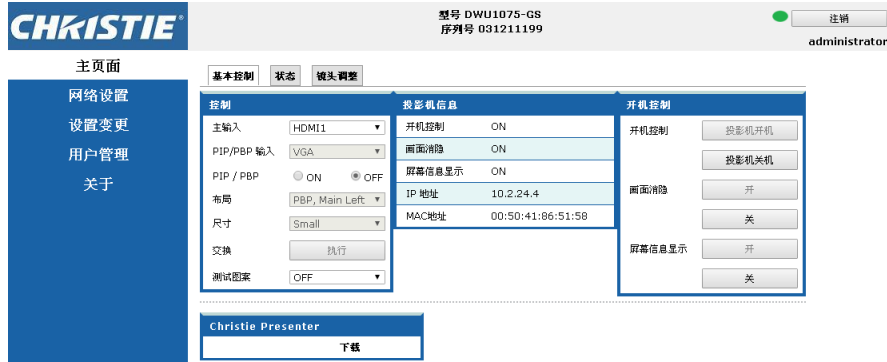 CHRISTIE®
型号 DWU1075-GS
序列号 031211199
注销
administrator
主页面
网络设置
设置变更
用户管理
关于
基本控制 状态 镜头调整
控制
主输入 HDMI1
PIP/PBP 输入 VGA
PIP / PBP ON OFF
布局 PBP, Main Left
尺寸 Small
交换 执行
测试图案 OFF
投影机信息
开机控制 ON
画面消隐 ON
屏幕信息显示 ON
IP 地址 10.2.24.4
MAC地址 00:50:41:86:51:58
开机控制
开机控制 投影机开机
投影机关机
画面消隐 开
关
屏幕信息显示 开
关
Christie Presenter
下载